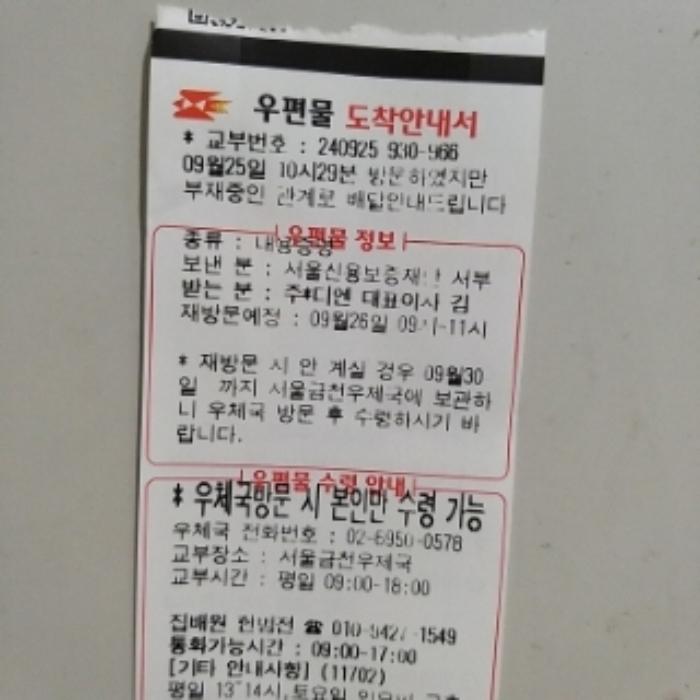 우편물 도착안내서
* 교부번호 : 240925 930-966
09월25일 10시29분 방문하였지만
부재중인 관계로 배달안내드립니다
우편물 정보
종류 : 내용증명
보낸 분 : 서울신용보증재단 서부
받는 분 : 주*디엔 대표이사 김
재방문예정 : 09월26일 09시-11시
* 재방문 시 안 계실 경우 09월30
일 까지 서울금천우체국에 보관하
니 우체국 방문 후 수령하시기 바
랍니다.
우편물 수령 안내
* 우체국방문 시 본인만 수령 가능
우체국 전화번호 : 02-6950-0578
교부장소 : 서울금천우체국
교부시간 : 평일 09:00-18:00
집배원 ☎
통화가능시간 : 09:00-17:00
[기타 안내사항] (11702)
평일 13~14시,토요일